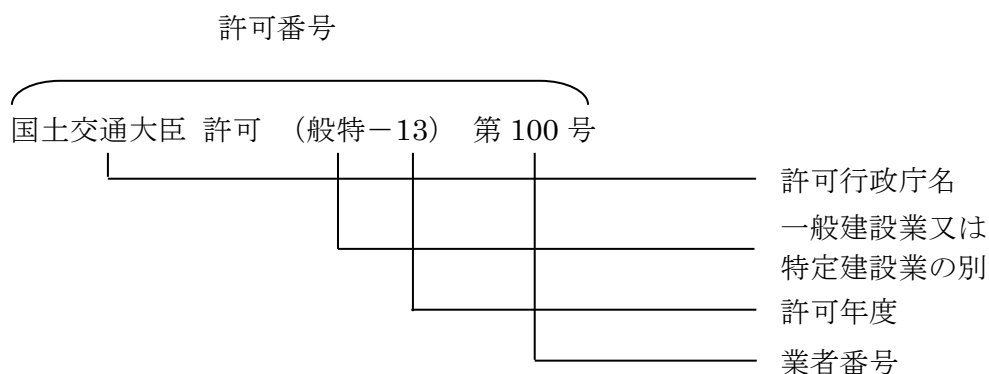 許可番号
国土交通大臣 許可 （般特－13） 第 100 号
許可行政庁名
一般建設業又は
特定建設業の別
許可年度
業者番号